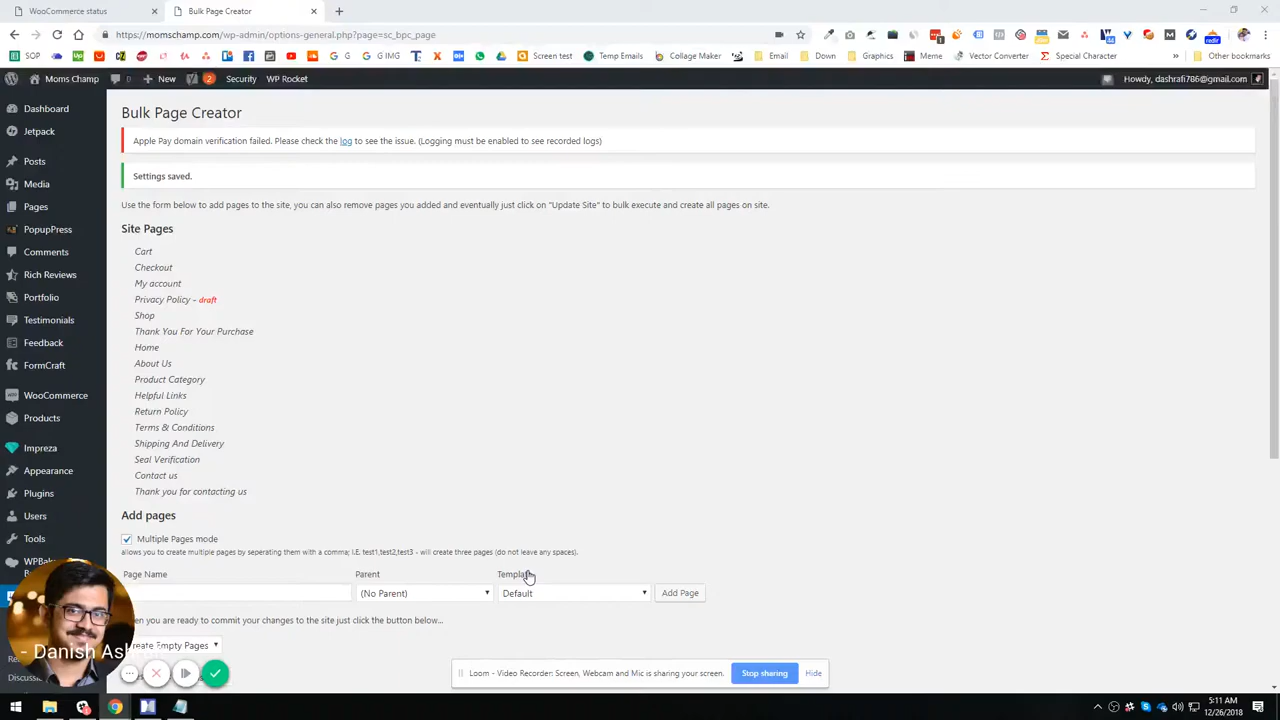 WooCommerce status
Bulk Page Creator
https://momschamp.com/wp-admin/options-general.php?page=sc_bpc_page
SOP
G
G IMG
Screen test
Temp Emails
Collage Maker
Email
Down
Graphics
Meme
Vector Converter
Special Character
Other bookmarks
Moms Champ
0
New
2
Security
WP Rocket
Howdy, dashrafi786@gmail.com
Dashboard
Jetpack
Posts
Media
Pages
PopupPress
Comments
Rich Reviews
Portfolio
Testimonials
Feedback
FormCraft
WooCommerce
Products
Impreza
Appearance
Plugins
Users
Tools
Bulk Page Creator
Apple Pay domain verification failed. Please check the log to see the issue. (Logging must be enabled to see recorded logs)
Settings saved.
Use the form below to add pages to the site, you can also remove pages you added and eventually just click on "Update Site" to bulk execute and create all pages on site.
Site Pages
Cart
Checkout
My account
Privacy Policy - draft
Shop
Thank You For Your Purchase
Home
About Us
Product Category
Helpful Links
Return Policy
Terms & Conditions
Shipping And Delivery
Seal Verification
Contact us
Thank you for contacting us
Add pages
Multiple Pages mode
allows you to create multiple pages by seperating them with a comma; i.E. test1,test2,test3 - will create three pages (do not leave any spaces).
Page Name
Parent
Template
(No Parent)
Default
Add Page
you are ready to commit your changes to the site just click the button below...
Empty Pages
- Danish
Loom - Video Recorder: Screen, Webcam and Mic is sharing your screen.
Stop sharing
Hide
5:11 AM
12/26/2018